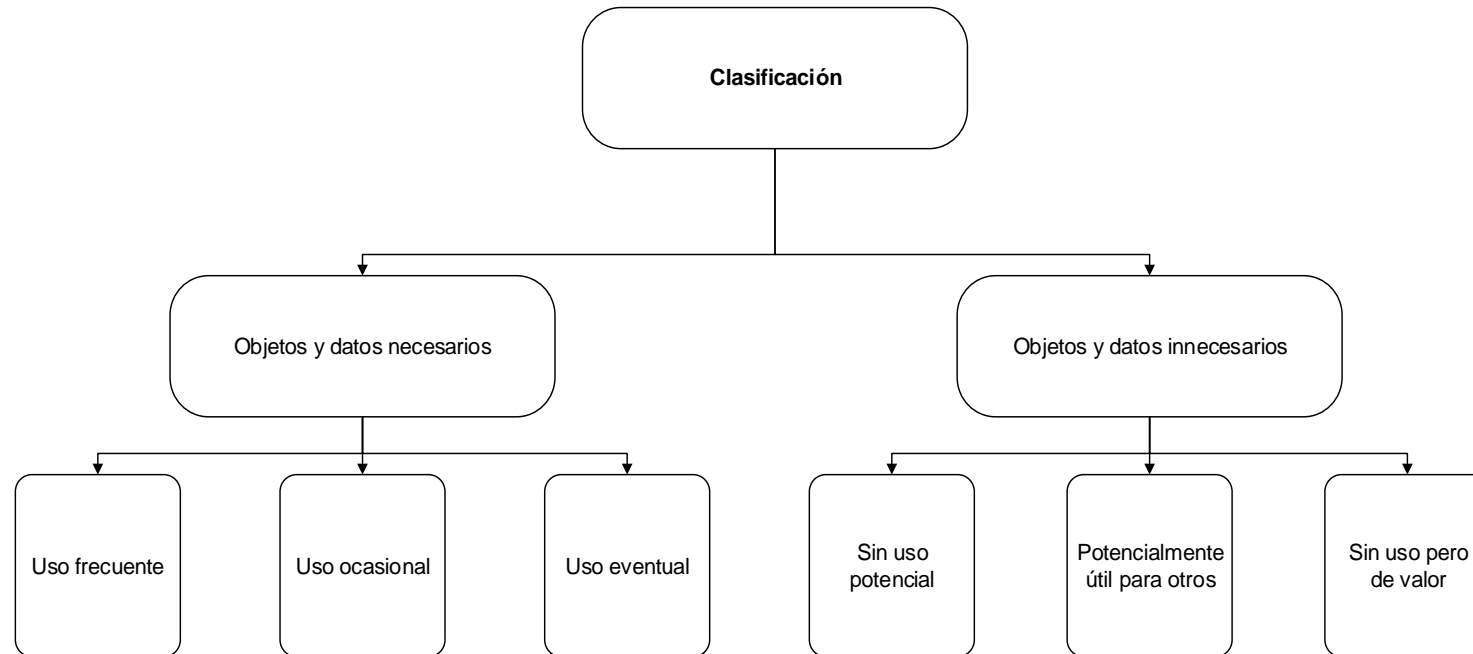 Clasificación
Objetos y datos necesarios
Objetos y datos innecesarios
Uso frecuente
Uso ocasional
Uso eventual
Sin uso
potencial
Potencialmente
útil para otros
Sin uso pero
de valor